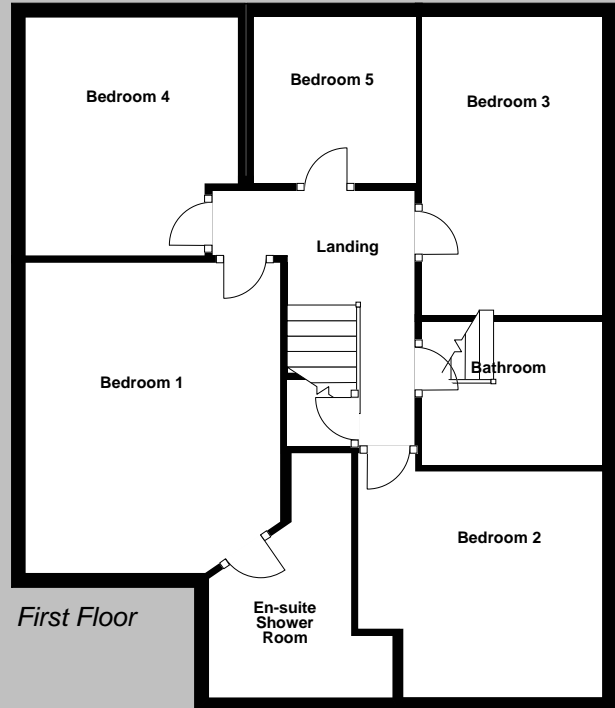 Bedroom 4
Bedroom 5
Bedroom 3
Landing
Bedroom 1
Bathroom
Bedroom 2
First Floor
En-suite
Shower
Room